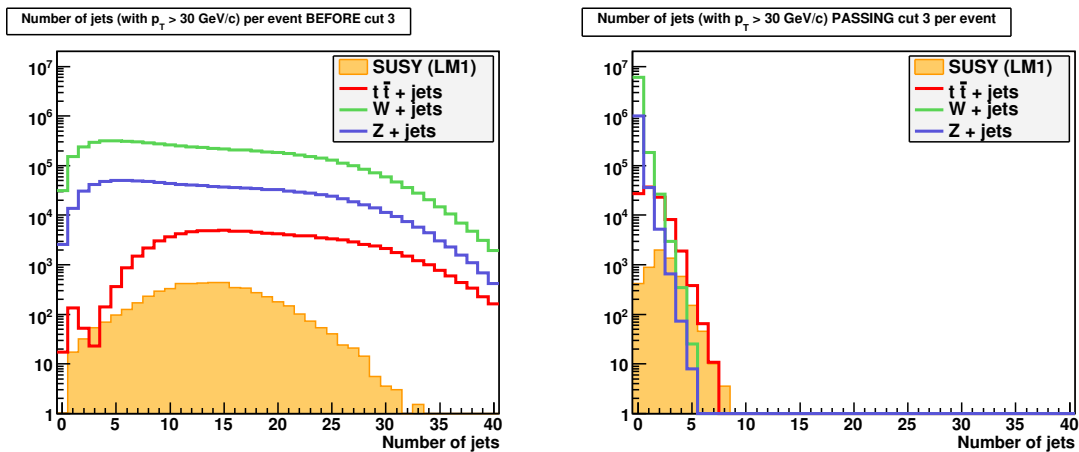 Number of jets (with p_T > 30 GeV/c) per event BEFORE cut 3
10^7
10^6
10^5
10^4
10^3
10^2
10
1
SUSY (LM1)
t t̄ + jets
W + jets
Z + jets
0 5 10 15 20 25 30 35 40
Number of jets
Number of jets (with p_T > 30 GeV/c) PASSING cut 3 per event
10^7
10^6
10^5
10^4
10^3
10^2
10
1
SUSY (LM1)
t t̄ + jets
W + jets
Z + jets
0 5 10 15 20 25 30 35 40
Number of jets